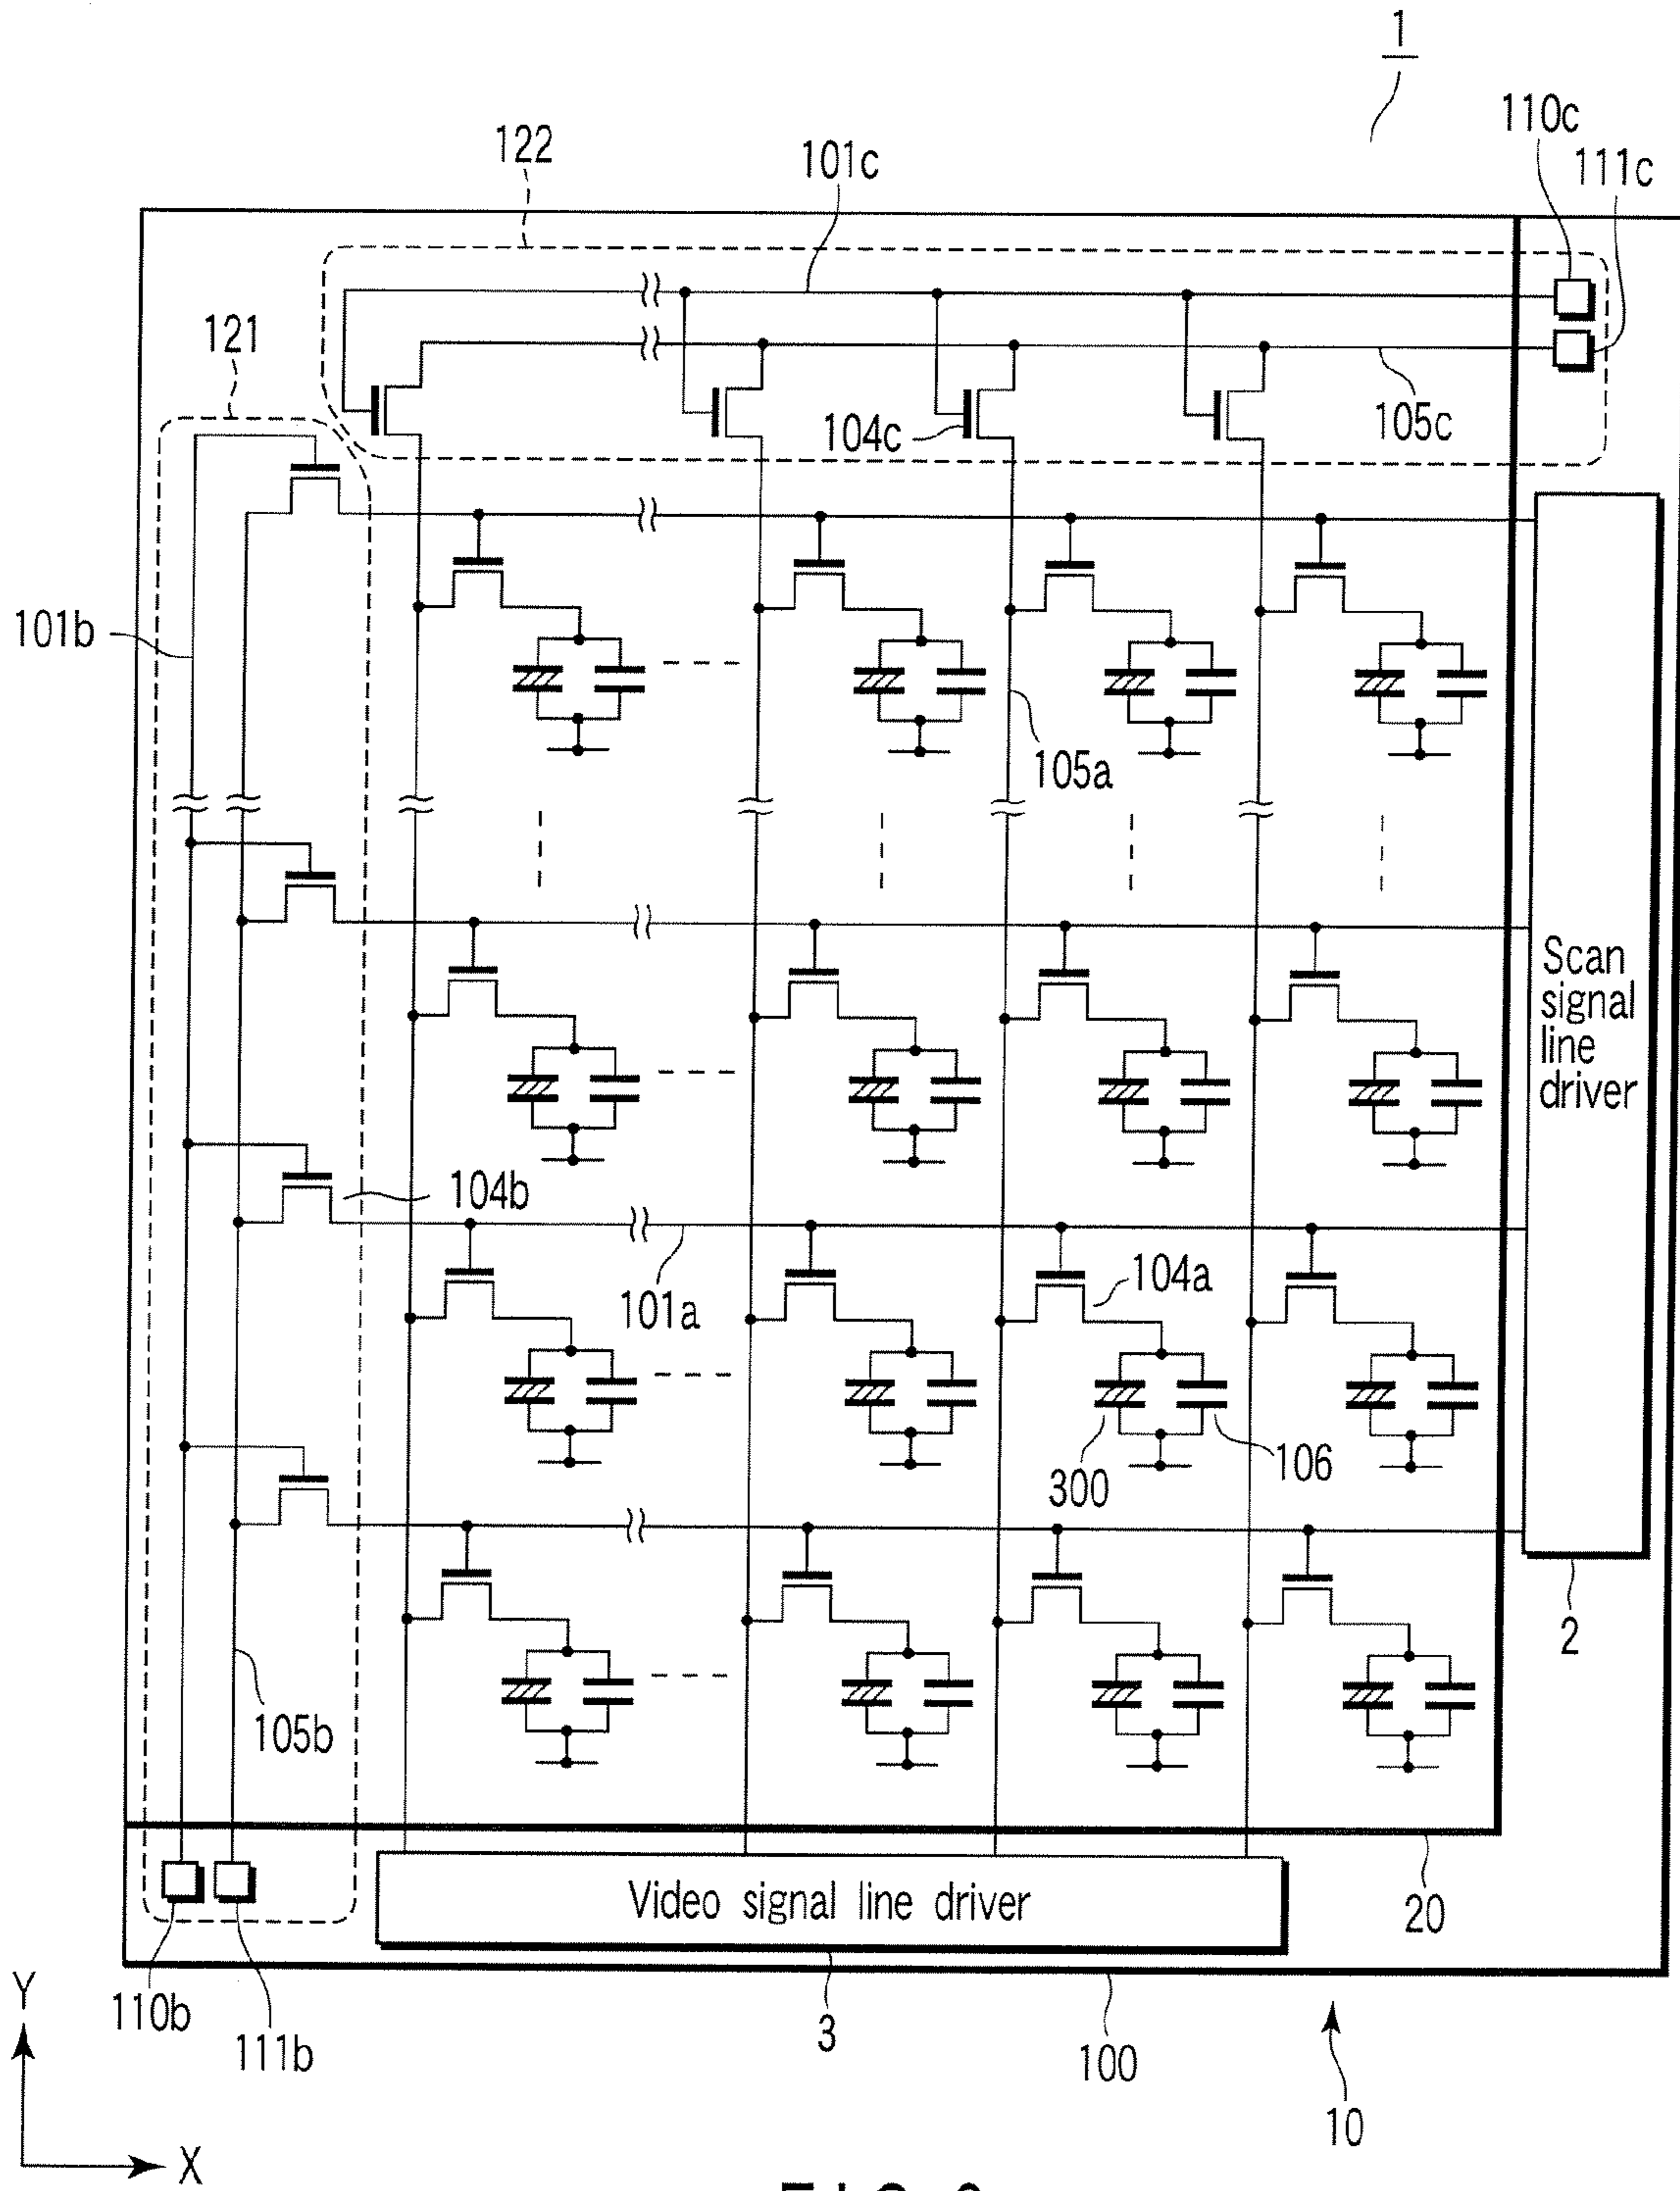 1
110c
122
101c
111c
121
104c
105c
101b
105a
Scan
signal
line
driver
104b
104a
101a
300
106
2
105b
20
Video signal line driver
Y
110b
111b
3
100
10
X